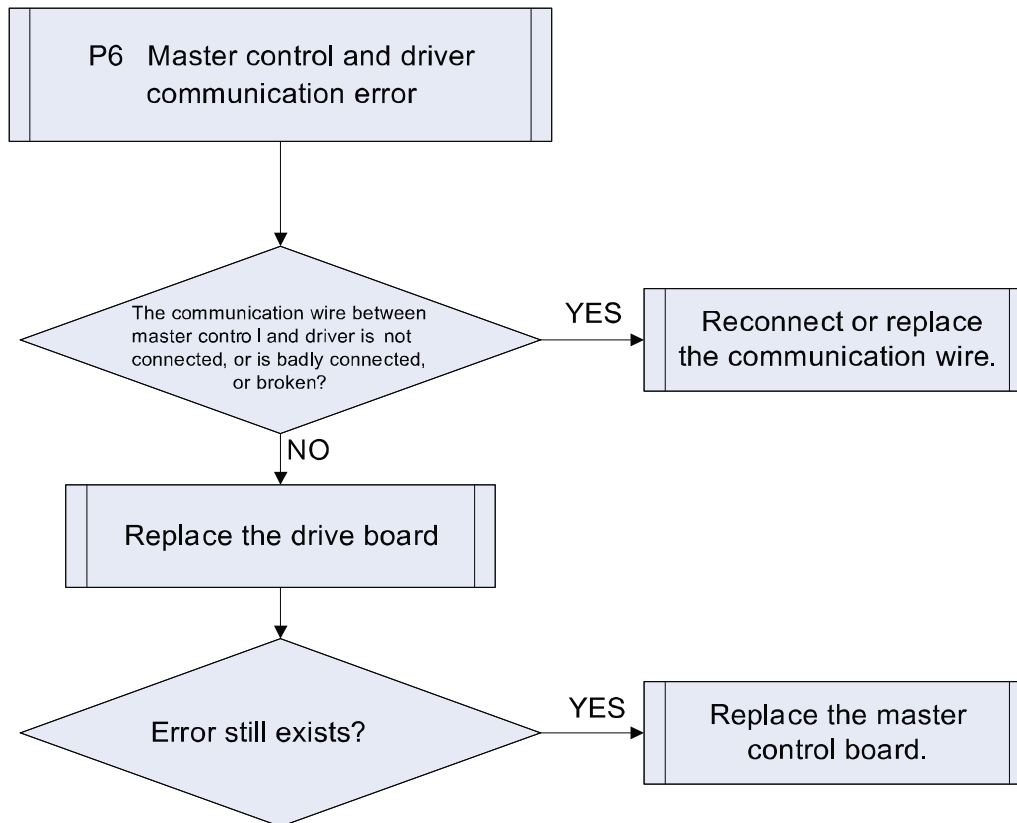 P6 Master control and driver
communication error
The communication wire between
master control and driver is not
connected, or is badly connected,
or broken?
YES
Reconnect or replace
the communication wire.
NO
Replace the drive board
Error still exists?
YES
Replace the master
control board.